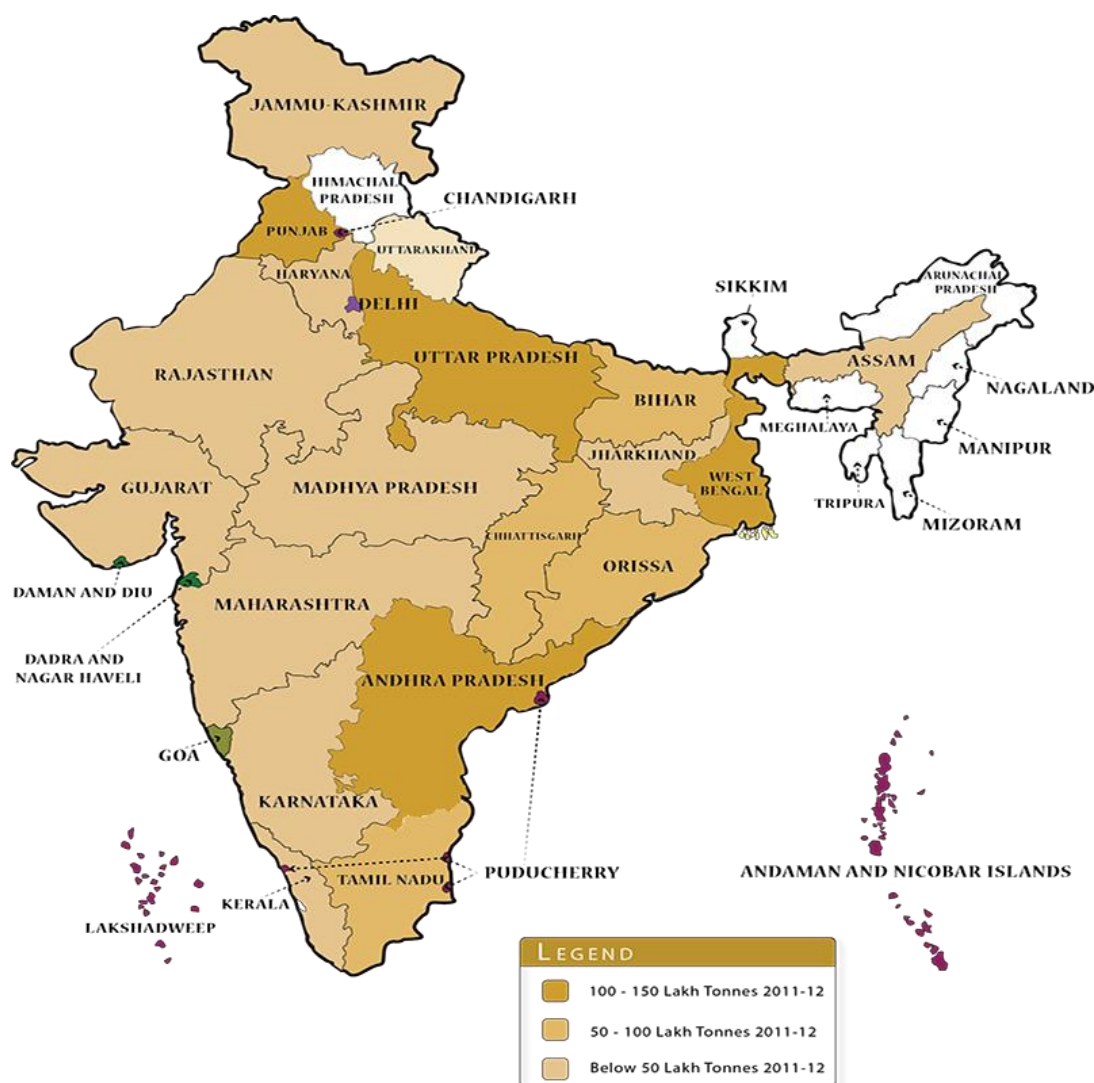 JAMMU-KASHMIR
HIMACHAL
PRADESH
CHANDIGARH
PUNJAB
UTTARAKHAND
HARYANA
DELHI
SIKKIM
ARUNACHAL
PRADESH
UTTAR PRADESH
RAJASTHAN
ASSAM
NAGALAND
BIHAR
MEGHALAYA
MANIPUR
JHARKHAND
GUJARAT
MADHYA PRADESH
WEST
BENGAL
TRIPURA
MIZORAM
CHHATTISGARH
ORISSA
DAMAN AND DIU
MAHARASHTRA
DADRA AND
NAGAR HAVELI
ANDHRA PRADESH
GOA
KARNATAKA
PUDUCHERRY
ANDAMAN AND NICOBAR ISLANDS
TAMIL NADU
KERALA
LAKSHADWEEP
LEGEND
100 - 150 Lakh Tonnes 2011-12
50 - 100 Lakh Tonnes 2011-12
Below 50 Lakh Tonnes 2011-12